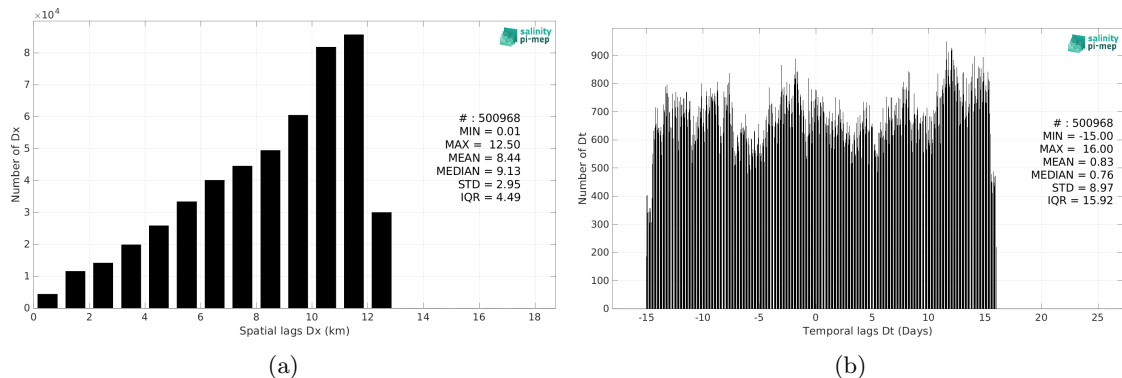 ×10⁴
9
8
7
6
5
4
3
2
1
0
Number of Dx
0 2 4 6 8 10 12 14 16 18
Spatial lags Dx (km)
salinity
pi-mep
# : 500968
MIN = 0.01
MAX = 12.50
MEAN = 8.44
MEDIAN = 9.13
STD = 2.95
IQR = 4.49
(a)
900
800
700
600
500
400
300
200
100
0
Number of Dt
-15 -10 -5 0 5 10 15 20 25
Temporal lags Dt (Days)
salinity
pi-mep
# : 500968
MIN = -15.00
MAX = 16.00
MEAN = 0.83
MEDIAN = 0.76
STD = 8.97
IQR = 15.92
(b)